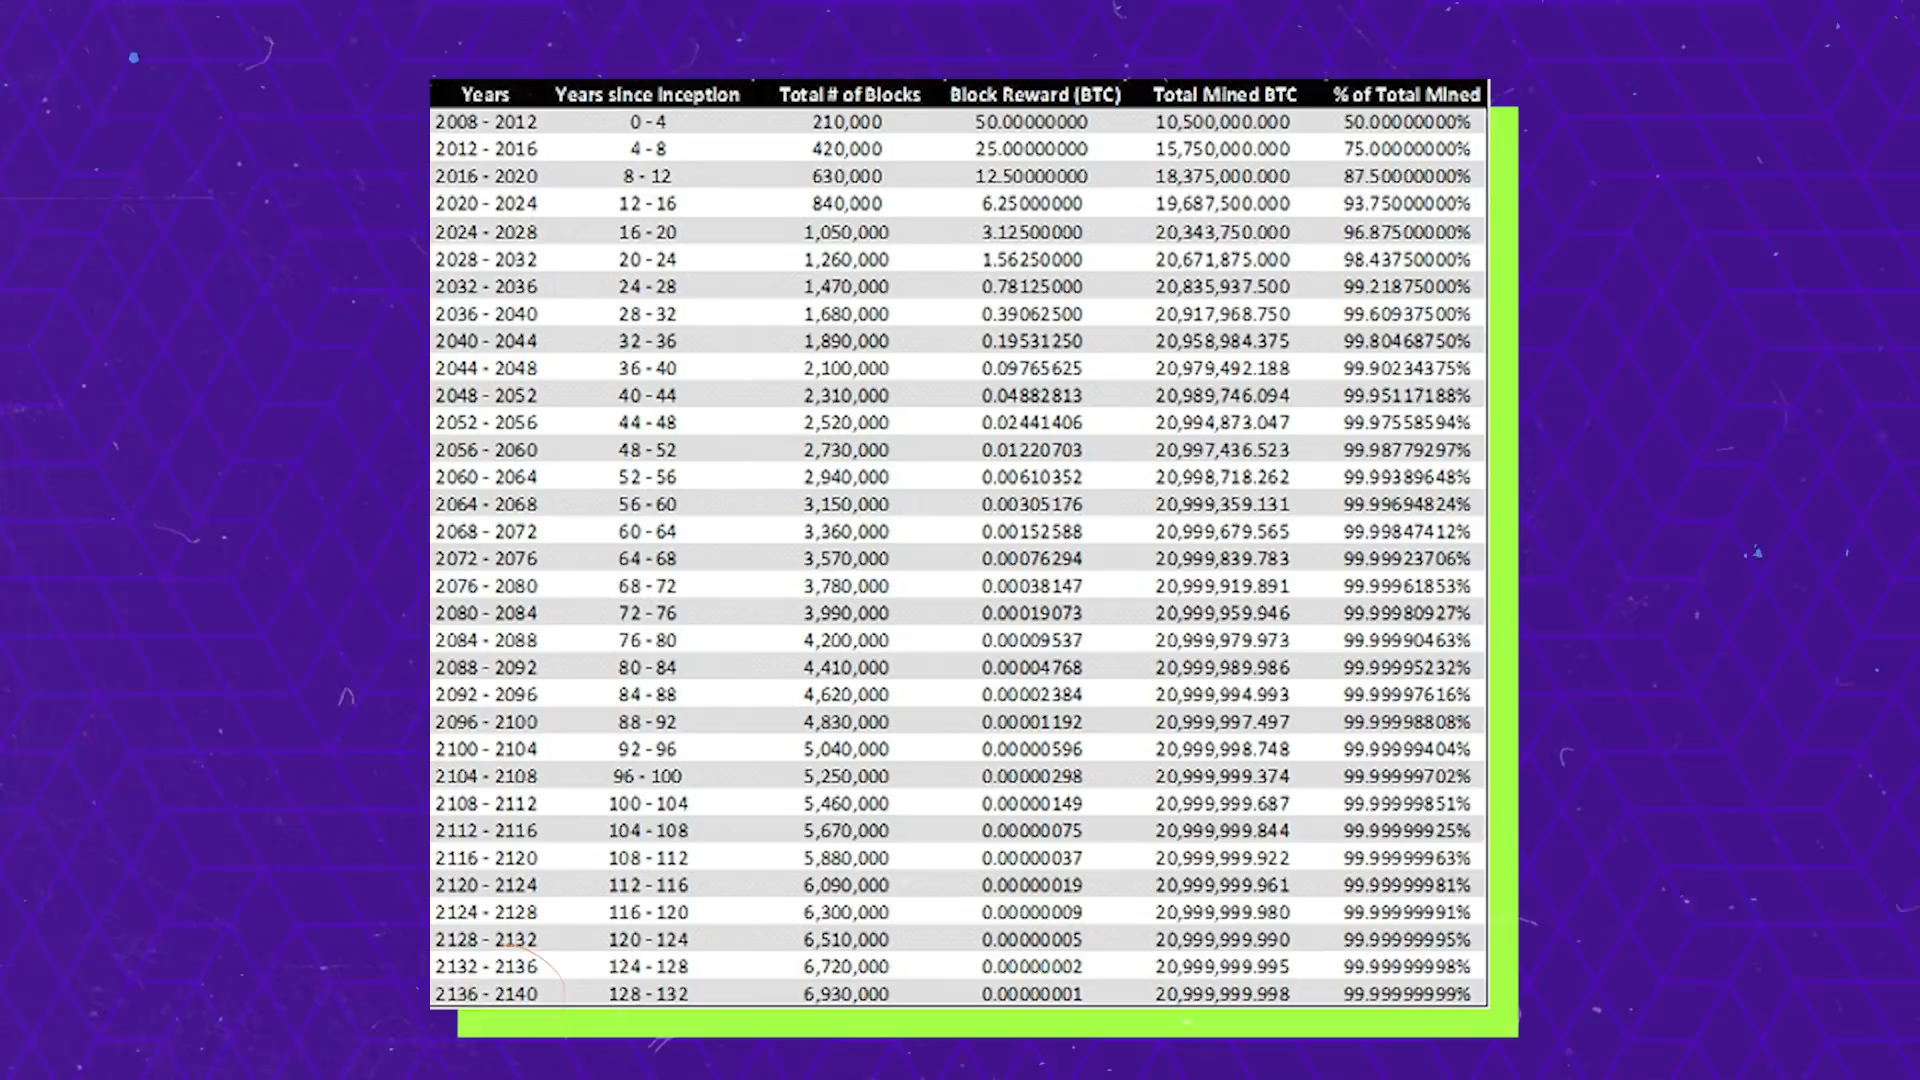 Years Years since Inception Total # of Blocks Block Reward (BTC) Total Mined BTC % of Total Mined
2008 - 2012 0 - 4 210,000 50.00000000 10,500,000.000 50.00000000%
2012 - 2016 4 - 8 420,000 25.00000000 15,750,000.000 75.00000000%
2016 - 2020 8 - 12 630,000 12.50000000 18,375,000.000 87.50000000%
2020 - 2024 12 - 16 840,000 6.25000000 19,687,500.000 93.75000000%
2024 - 2028 16 - 20 1,050,000 3.12500000 20,343,750.000 96.87500000%
2028 - 2032 20 - 24 1,260,000 1.56250000 20,671,875.000 98.43750000%
2032 - 2036 24 - 28 1,470,000 0.78125000 20,835,937.500 99.21875000%
2036 - 2040 28 - 32 1,680,000 0.39062500 20,917,968.750 99.60937500%
2040 - 2044 32 - 36 1,890,000 0.19531250 20,958,984.375 99.80468750%
2044 - 2048 36 - 40 2,100,000 0.09765625 20,979,492.188 99.90234375%
2048 - 2052 40 - 44 2,310,000 0.04882813 20,989,746.094 99.95117188%
2052 - 2056 44 - 48 2,520,000 0.02441406 20,994,873.047 99.97558594%
2056 - 2060 48 - 52 2,730,000 0.01220703 20,997,436.523 99.98779297%
2060 - 2064 52 - 56 2,940,000 0.00610352 20,998,718.262 99.99389648%
2064 - 2068 56 - 60 3,150,000 0.00305176 20,999,359.131 99.99694824%
2068 - 2072 60 - 64 3,360,000 0.00152588 20,999,679.565 99.99847412%
2072 - 2076 64 - 68 3,570,000 0.00076294 20,999,839.783 99.99923706%
2076 - 2080 68 - 72 3,780,000 0.00038147 20,999,919.891 99.99961853%
2080 - 2084 72 - 76 3,990,000 0.00019073 20,999,959.946 99.99980927%
2084 - 2088 76 - 80 4,200,000 0.00009537 20,999,979.973 99.99990463%
2088 - 2092 80 - 84 4,410,000 0.00004768 20,999,989.986 99.99995232%
2092 - 2096 84 - 88 4,620,000 0.00002384 20,999,994.993 99.99997616%
2096 - 2100 88 - 92 4,830,000 0.00001192 20,999,997.497 99.99998808%
2100 - 2104 92 - 96 5,040,000 0.00000596 20,999,998.748 99.99999404%
2104 - 2108 96 - 100 5,250,000 0.00000298 20,999,999.374 99.99999702%
2108 - 2112 100 - 104 5,460,000 0.00000149 20,999,999.687 99.99999851%
2112 - 2116 104 - 108 5,670,000 0.00000075 20,999,999.844 99.99999925%
2116 - 2120 108 - 112 5,880,000 0.00000037 20,999,999.922 99.99999963%
2120 - 2124 112 - 116 6,090,000 0.00000019 20,999,999.961 99.99999981%
2124 - 2128 116 - 120 6,300,000 0.00000009 20,999,999.980 99.99999991%
2128 - 2132 120 - 124 6,510,000 0.00000005 20,999,999.990 99.99999995%
2132 - 2136 124 - 128 6,720,000 0.00000002 20,999,999.995 99.99999998%
2136 - 2140 128 - 132 6,930,000 0.00000001 20,999,999.998 99.99999999%